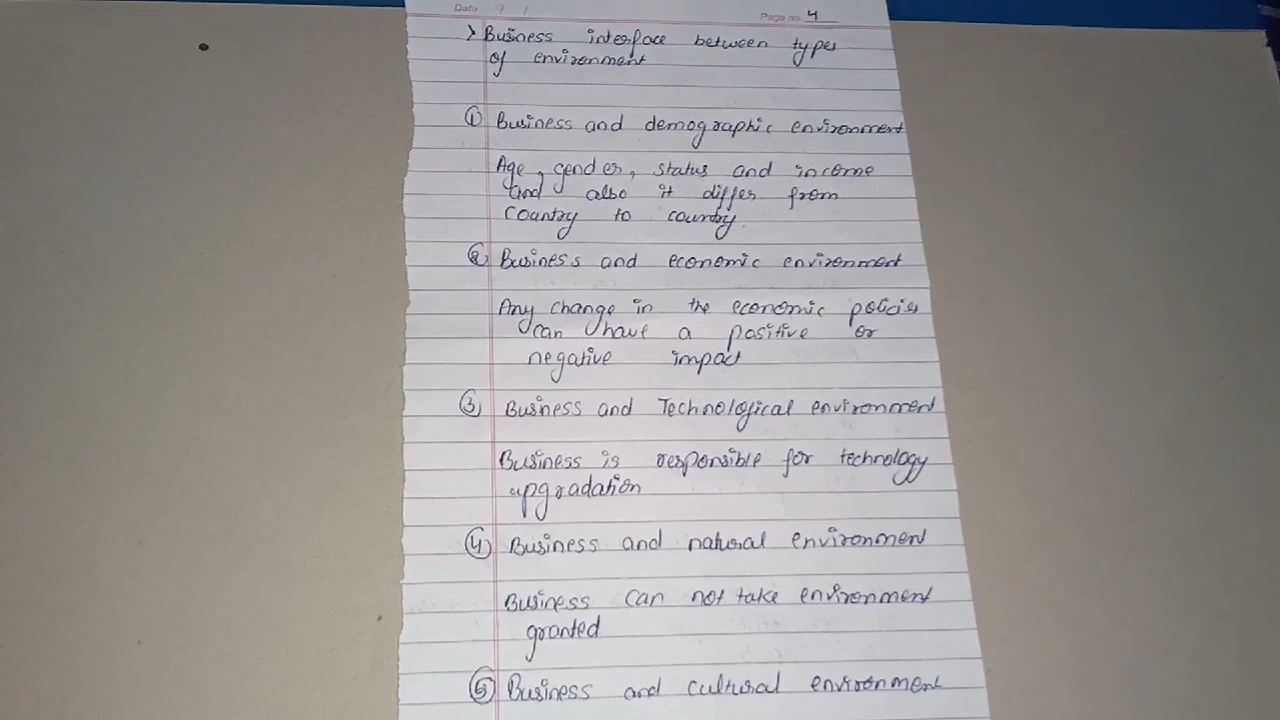 Date
Page no. 4
> Business interface between types
of environment
① Business and demographic environment
Age, gender, status and income
and also it differs from
country to country.
② Business and economic environment
Any change in the economic policies
can have a positive or
negative impact
③ Business and Technological environment
Business is responsible for technology
upgradation
④ Business and natural environment
Business can not take environment
granted
⑤ Business and cultural environment